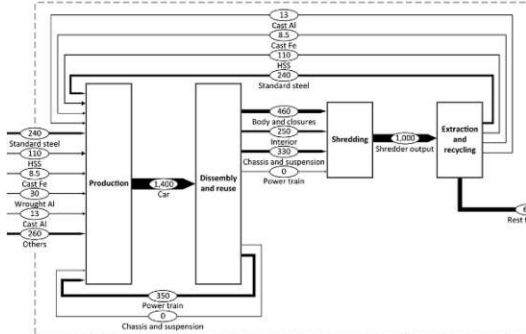 13
Cast Al
8.5
Cast Fe
110
HSS
240
Standard steel
240
Standard steel
110
HSS
8.5
Cast Fe
30
Wrought Al
13
Cast Al
260
Others
Production
1,400
Car
Dissembly
and reuse
460
Body and closures
250
Interior
330
Chassis and suspension
0
Power train
Shredding
1,000
Shredder output
Extraction
and
recycling
Rest
350
Power train
0
Chassis and suspension